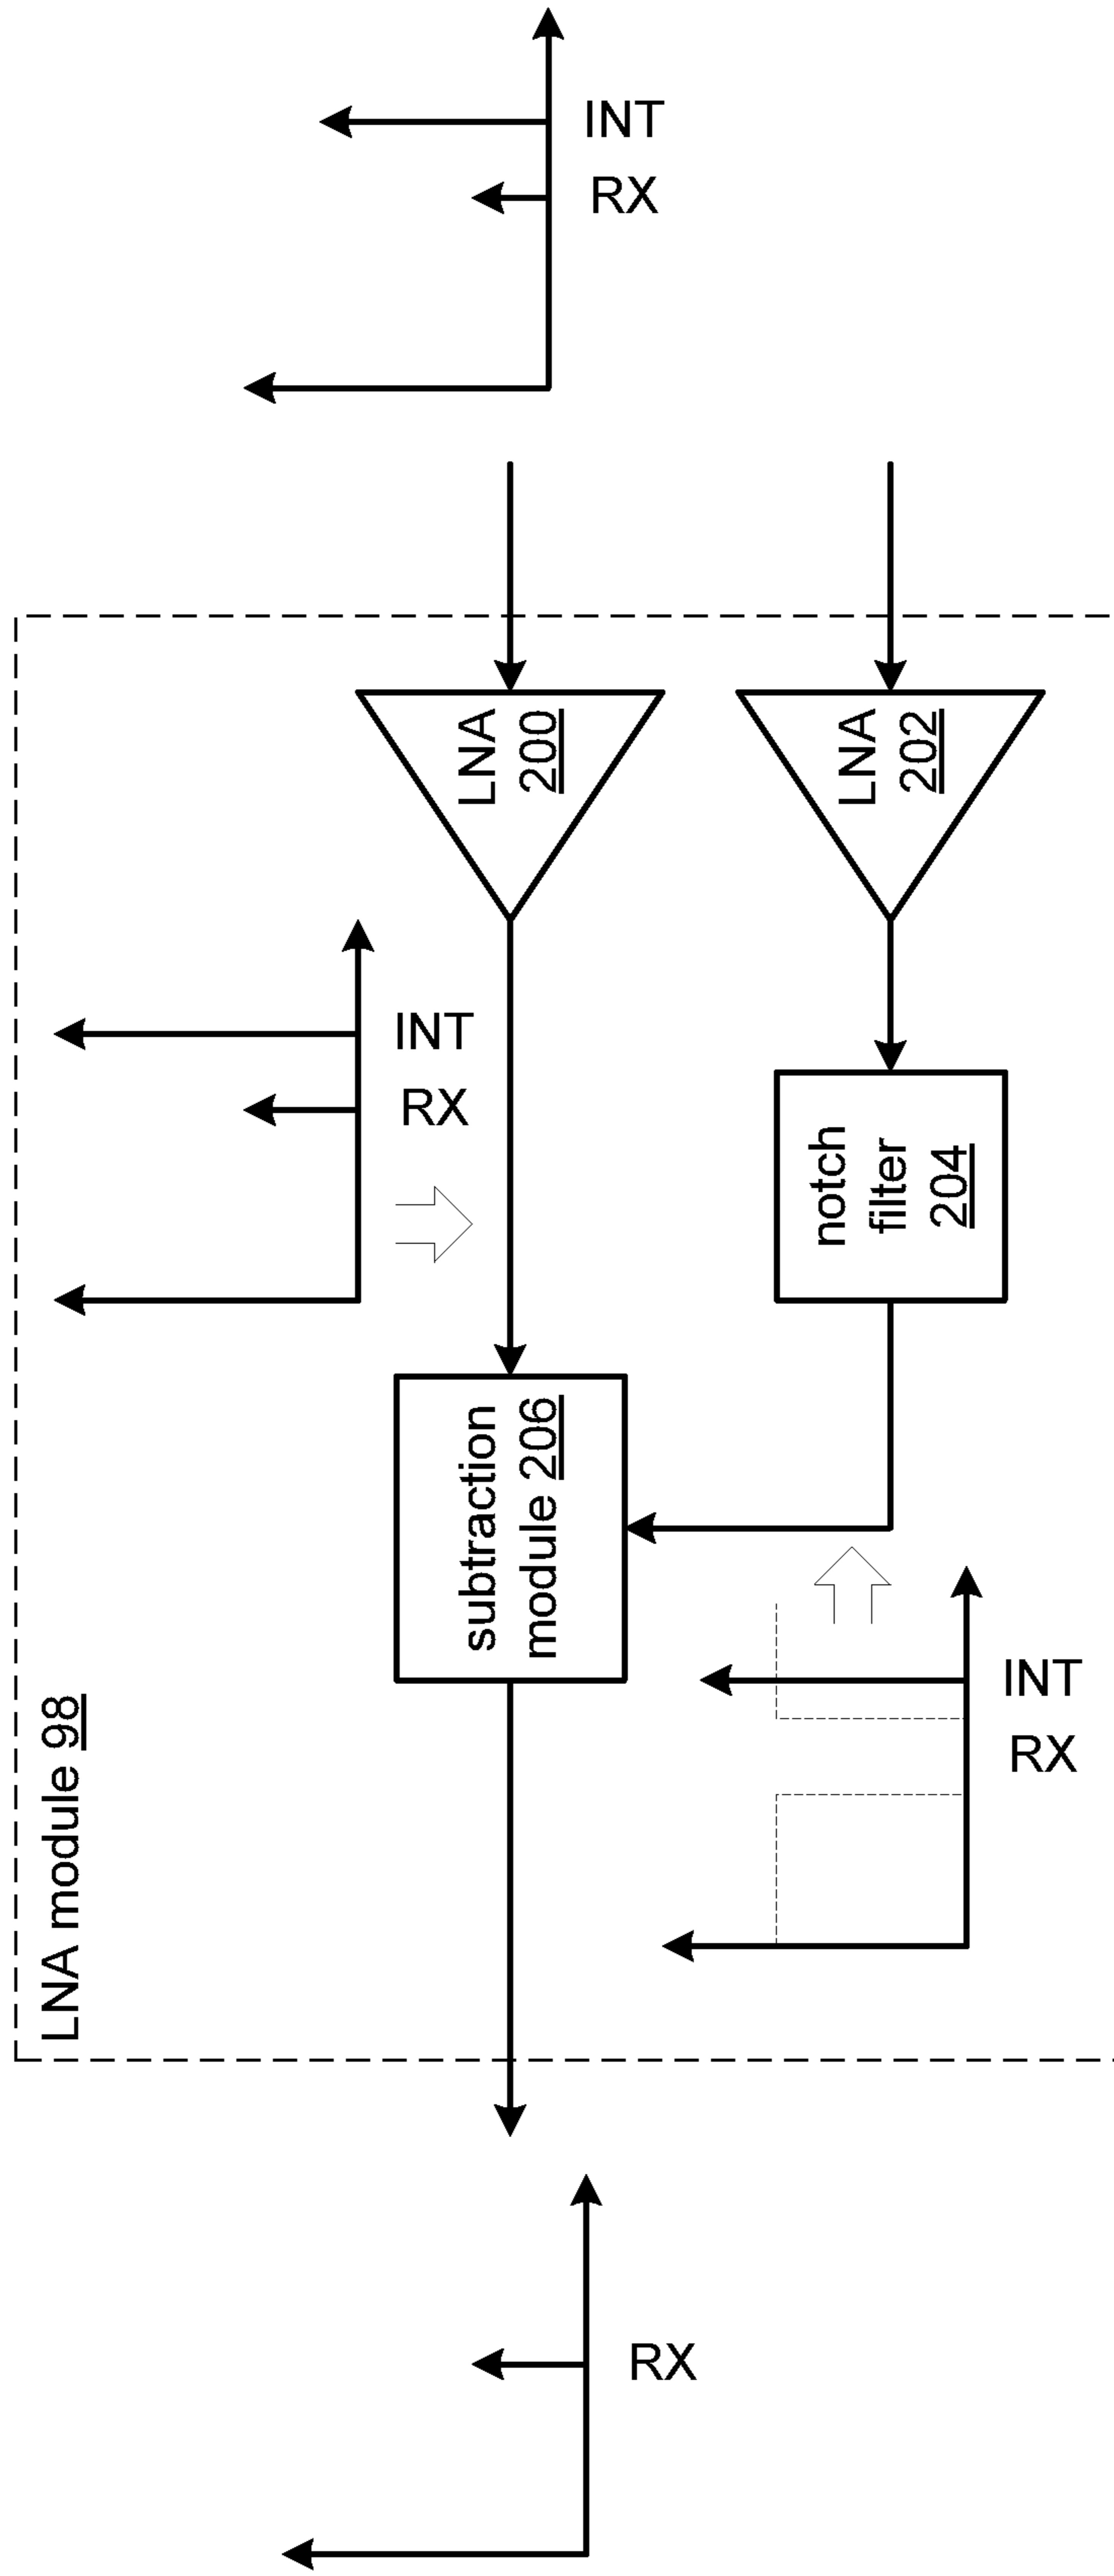 LNA module 98
INT
RX
LNA
200
INT
RX
subtraction
module 206
RX
LNA
202
notch
filter
204
INT
RX